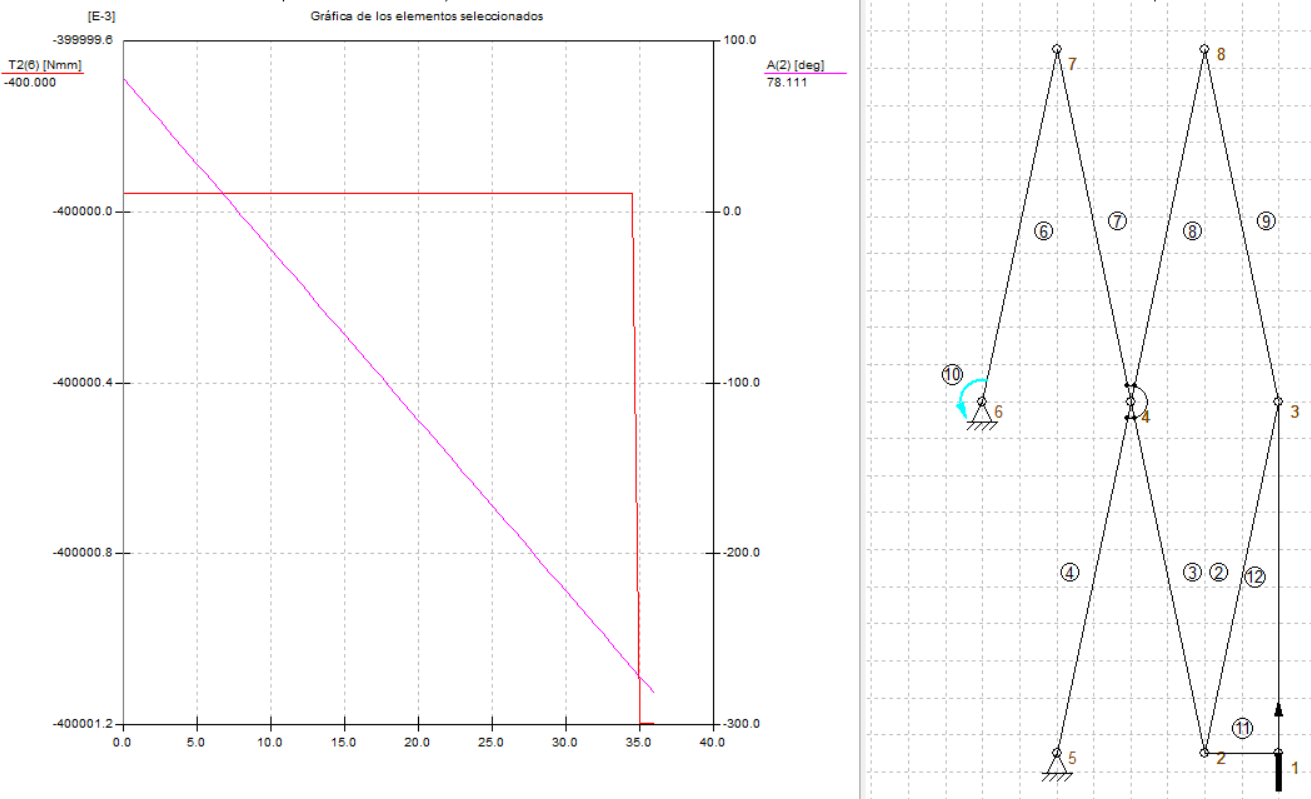 [E-3]
Gráfica de los elementos seleccionados
-399999.6
100.0
T2(6) [Nmm]
-400.000
A(2) [deg]
78.111
-400000.0
0.0
-400000.4
-100.0
-400000.8
-200.0
-400001.2
-300.0
0.0 5.0 10.0 15.0 20.0 25.0 30.0 35.0 40.0
7 8
6 7 8 9
10
6 4 3
4 3 2 12
11
5 2 1